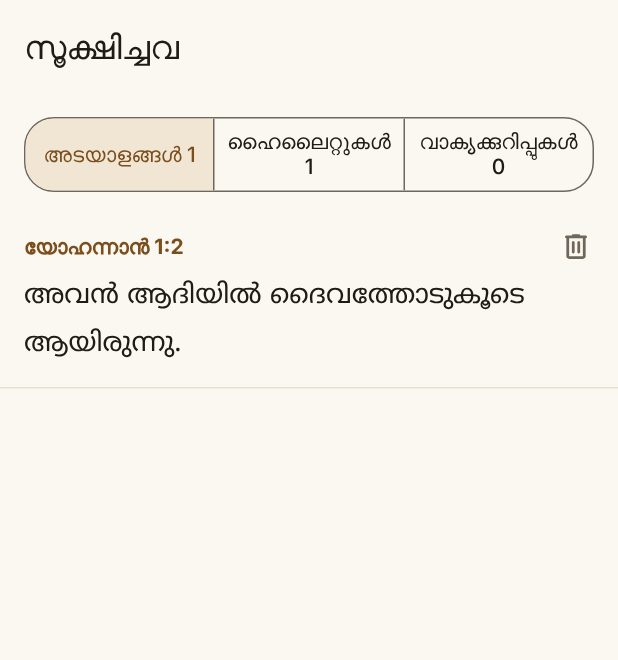 സൂക്ഷിച്ചവ
അടയാളങ്ങൾ 1
ഹൈലൈറ്റുകൾ
1
വാക്യക്കുറിപ്പുകൾ
0
യോഹന്നാൻ 1:2
അവൻ ആദിയിൽ ദൈവത്തോടുകൂടെ
ആയിരുന്നു.